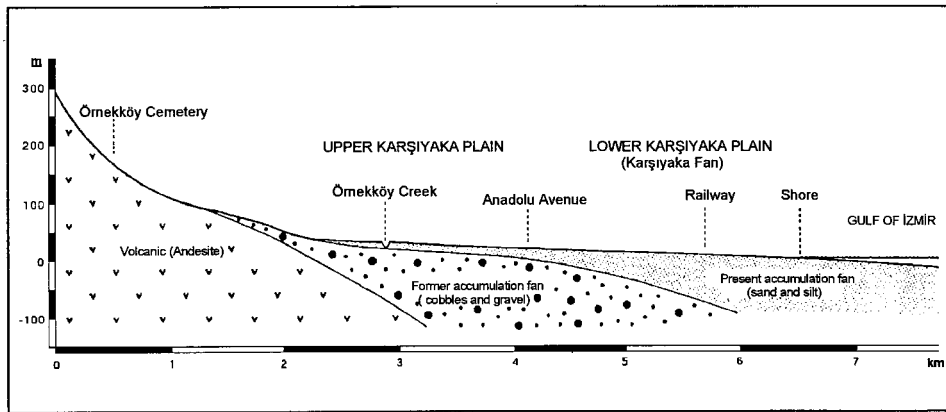 m
300
Örnekköy Cemetery
200
UPPER KARŞIYAKA PLAIN
LOWER KARŞIYAKA PLAIN
(Karşıyaka Fan)
100
Örnekköy Creek
Anadolu Avenue
Railway
Shore
GULF OF İZMİR
Volcanic (Andesite)
0
Former accumulation fan
( cobbles and gravel)
Present accumulation fan
(sand and silt)
-100
0 1 2 3 4 5 6 7 km